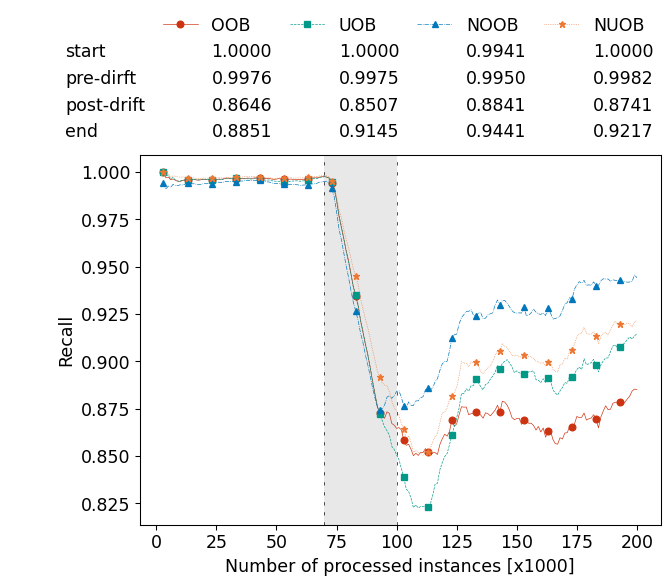 OOB UOB NOOB NUOB
start 1.0000 1.0000 0.9941 1.0000
pre-dirft 0.9976 0.9975 0.9950 0.9982
post-drift 0.8646 0.8507 0.8841 0.8741
end 0.8851 0.9145 0.9441 0.9217
1.000
0.975
0.950
0.925
0.900
0.875
0.850
0.825
Recall
0 25 50 75 100 125 150 175 200
Number of processed instances [x1000]